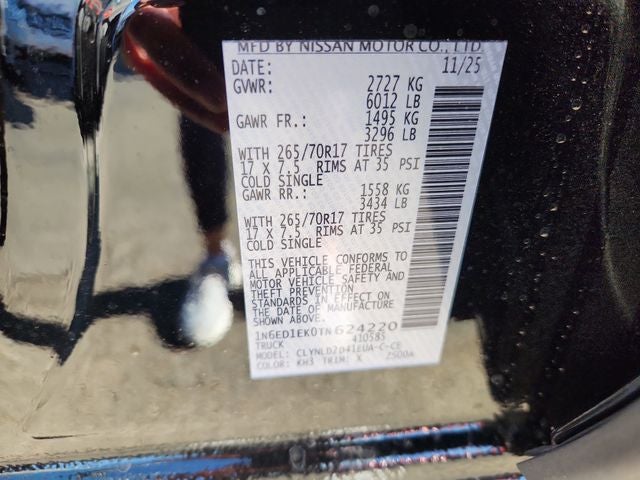 MFD BY NISSAN MOTOR CO., LTD.
DATE: 11/25
GVWR: 2727 KG
6012 LB
GAWR FR.: 1495 KG
3296 LB
WITH 265/70R17 TIRES
17 X 7.5 RIMS AT 35 PSI
COLD SINGLE
GAWR RR.: 1558 KG
3434 LB
WITH 265/70R17 TIRES
17 X 7.5 RIMS AT 35 PSI
COLD SINGLE
THIS VEHICLE CONFORMS TO
ALL APPLICABLE FEDERAL
MOTOR VEHICLE SAFETY AND
THEFT PREVENTION
STANDARDS IN EFFECT ON
THE DATE OF MANUFACTURE
SHOWN ABOVE.
1N6ED1EK0TN624220
TRUCK 410585
MODEL: CLYNLD2D41EUA-C-CE
COLOR: KH3 TRIM: X 2500A